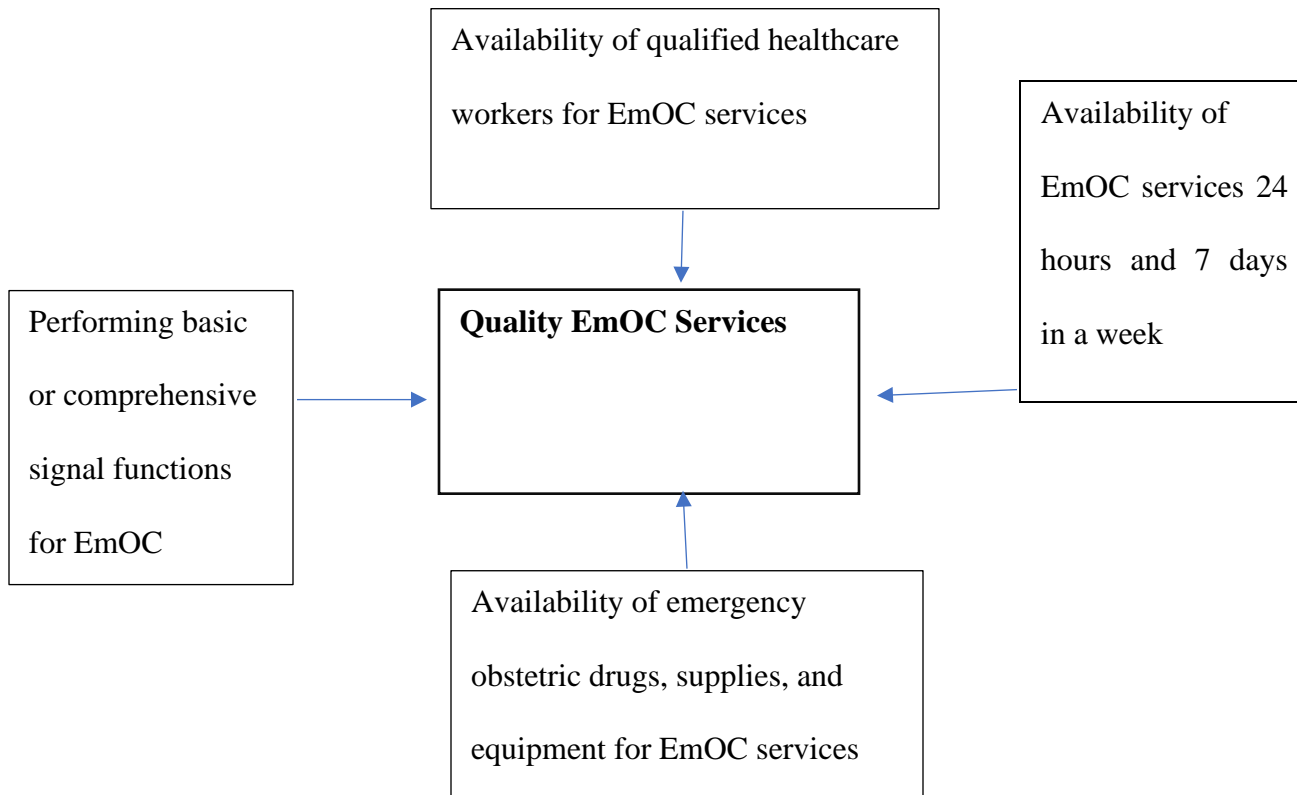 Availability of qualified healthcare
workers for EmOC services
Availability of
EmOC services 24
hours and 7 days
in a week
Performing basic
or comprehensive
signal functions
for EmOC
Quality EmOC Services
Availability of emergency
obstetric drugs, supplies, and
equipment for EmOC services